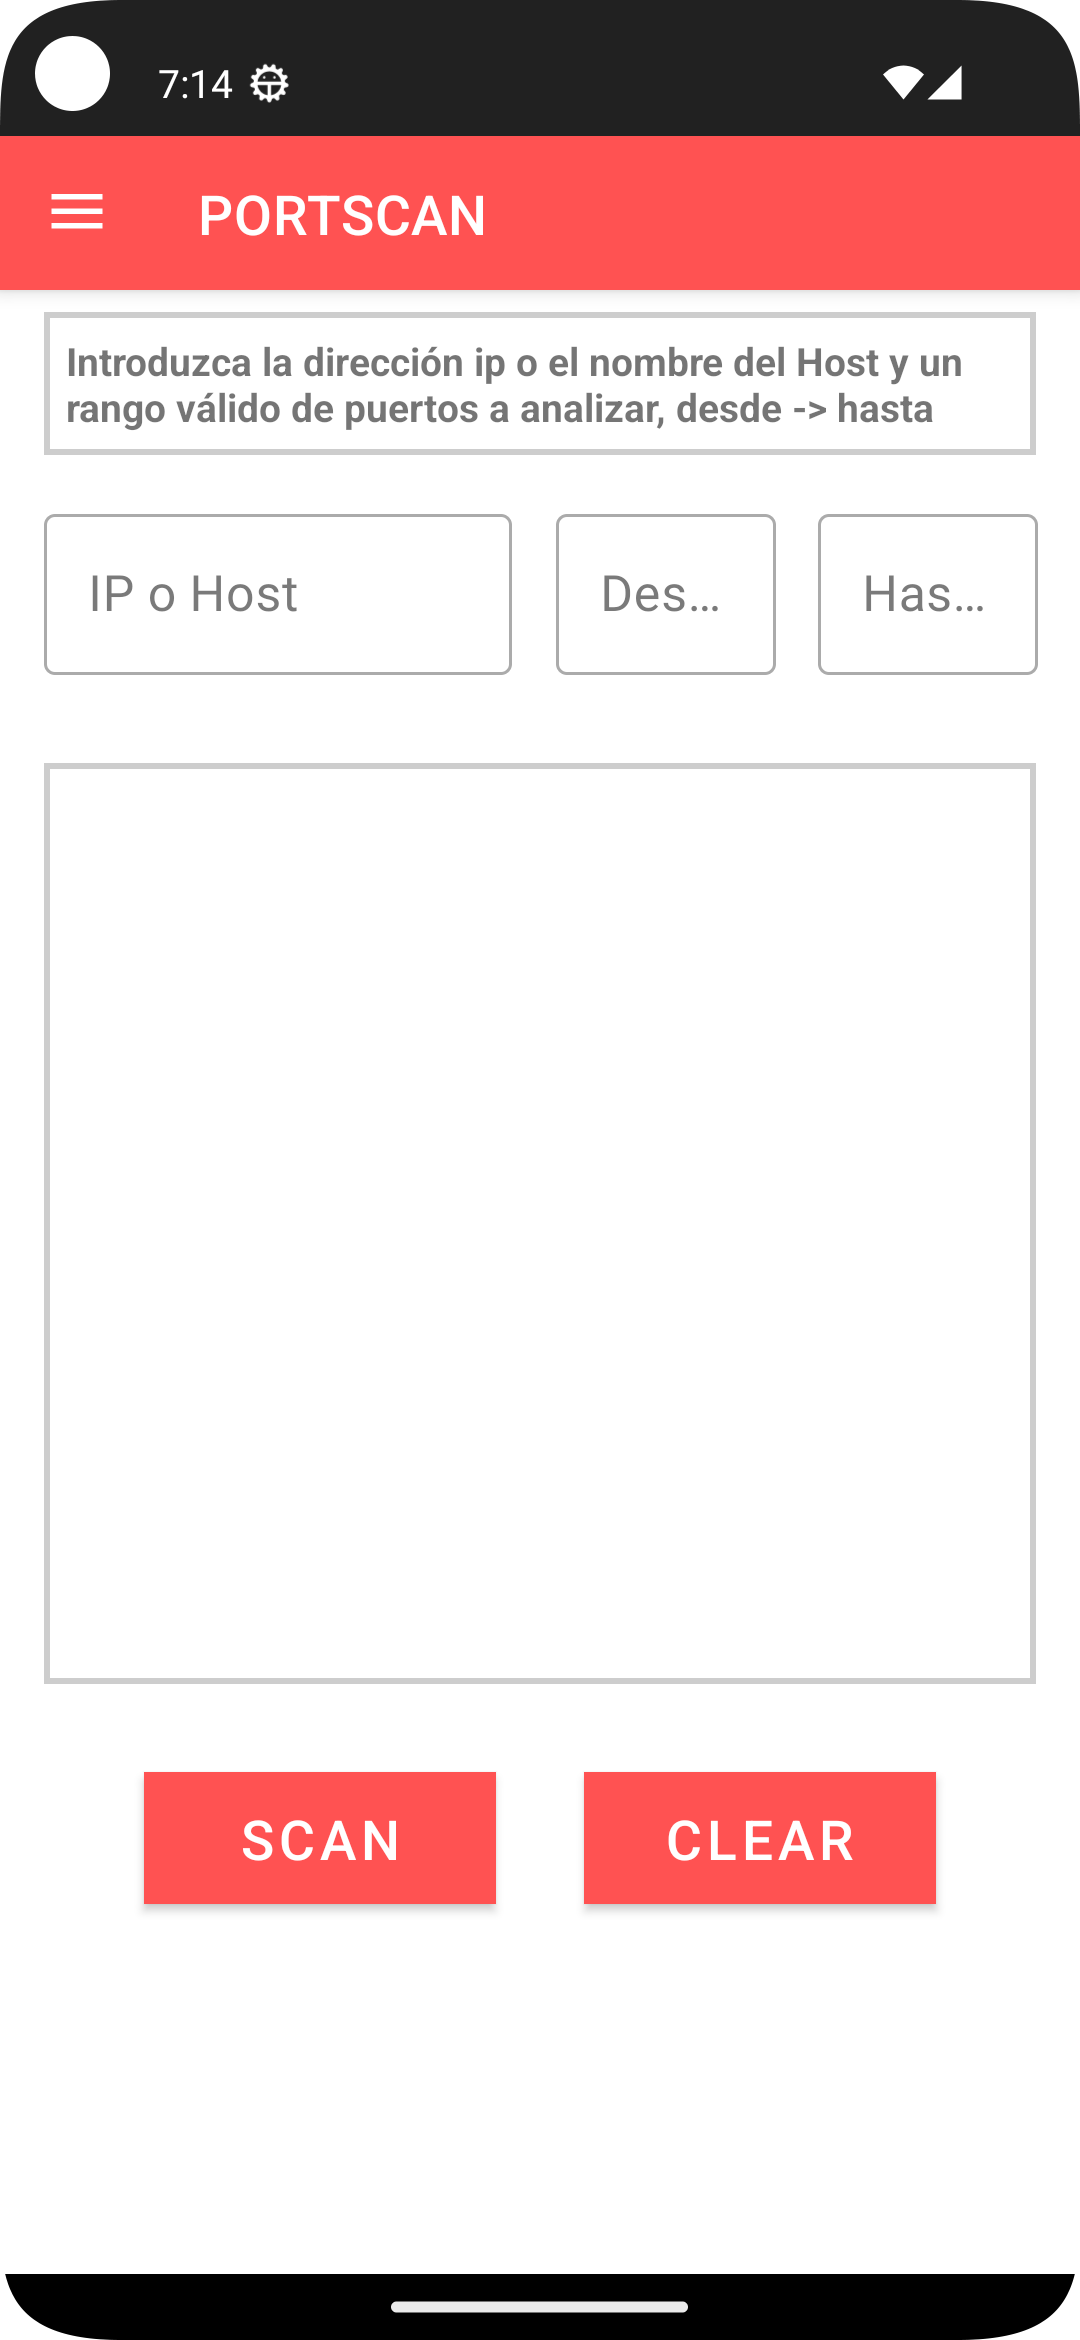 7:14
PORTSCAN
Introduzca la dirección ip o el nombre del Host y un
rango válido de puertos a analizar, desde -> hasta
IP o Host
Des...
Has...
SCAN
CLEAR